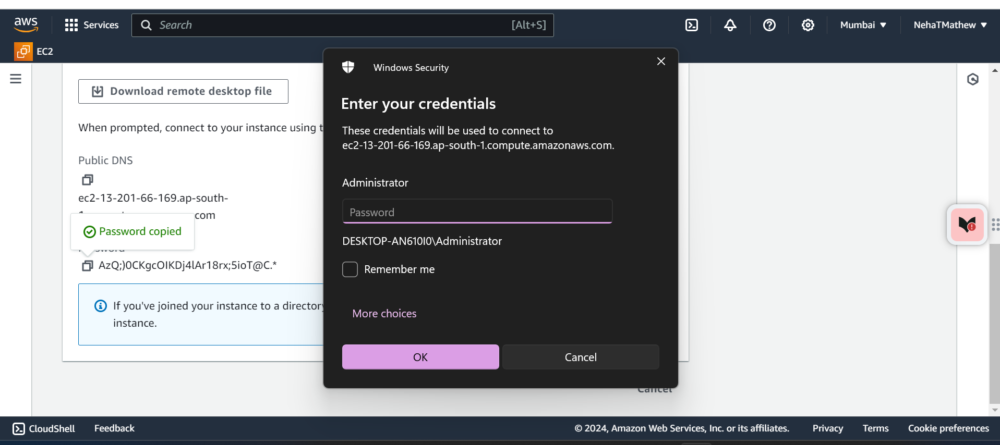 aws
Services
Search
[Alt+S]
Mumbai
NehaTMathew
EC2
Download remote desktop file
When prompted, connect to your instance using
Public DNS
ec2-13-201-66-169.ap-south-
com
Password copied
AzQ;)0CKgcOIKDj4lAr18rx;5ioT@C.*
If you've joined your instance to a directory
instance.
Windows Security
Enter your credentials
These credentials will be used to connect to
ec2-13-201-66-169.ap-south-1.compute.amazonaws.com.
Administrator
Password
DESKTOP-AN610I0\Administrator
Remember me
More choices
OK
Cancel
Cancel
CloudShell
Feedback
© 2024, Amazon Web Services, Inc. or its affiliates.
Privacy
Terms
Cookie preferences